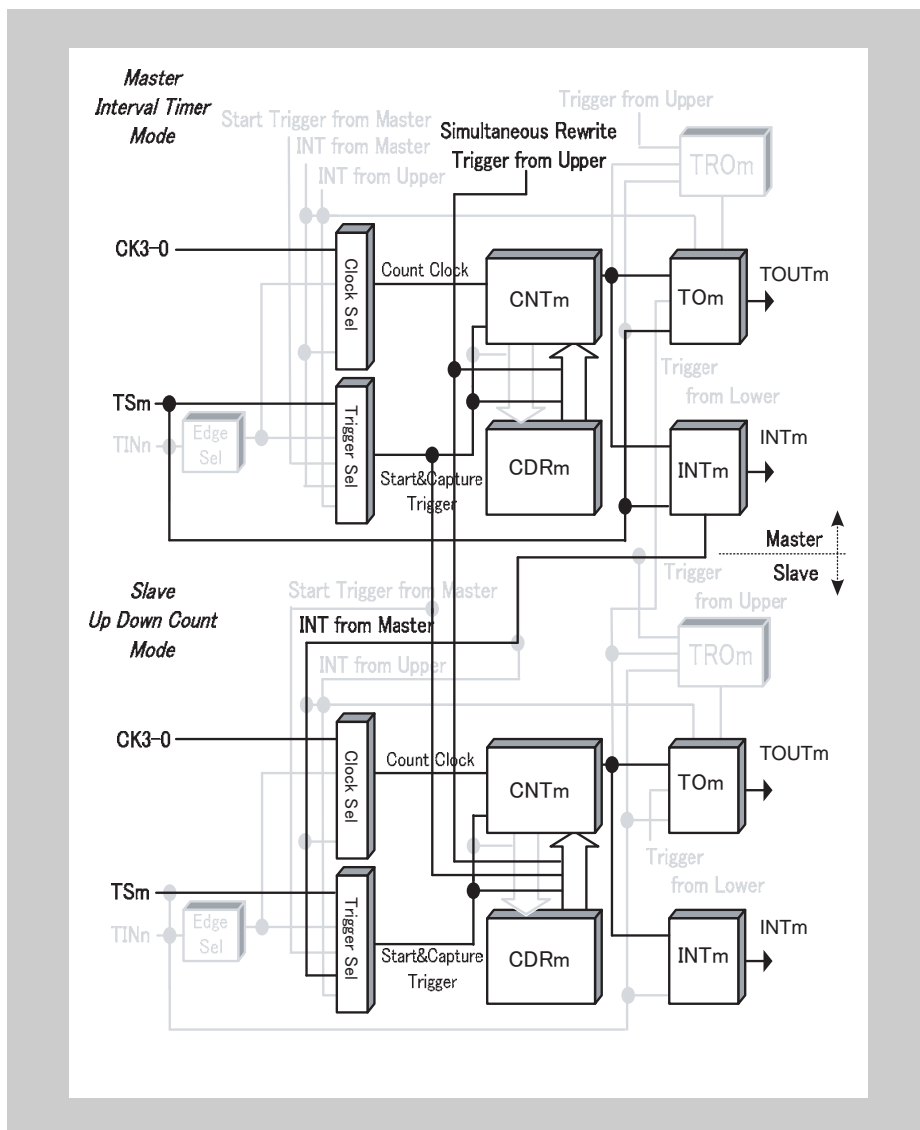 Master
Interval Timer
Mode
Trigger from Upper
Start Trigger from Master
Simultaneous Rewrite
Trigger from Upper
INT from Master
INT from Upper
TROm
CK3-0
Clock Sel
Count Clock
CNTm
TOm
TOUTm
Trigger
from Lower
TSm
TINn
Edge
Sel
Trigger Sel
Start&Capture
Trigger
CDRm
INTm
INTm
Master
Slave
Slave
Up Down Count
Mode
Start Trigger from Master
INT from Master
INT from Upper
Trigger
from Upper
TROm
CK3-0
Clock Sel
Count Clock
CNTm
TOm
TOUTm
Trigger
from Lower
TSm
TINn
Edge
Sel
Trigger Sel
Start&Capture
Trigger
CDRm
INTm
INTm